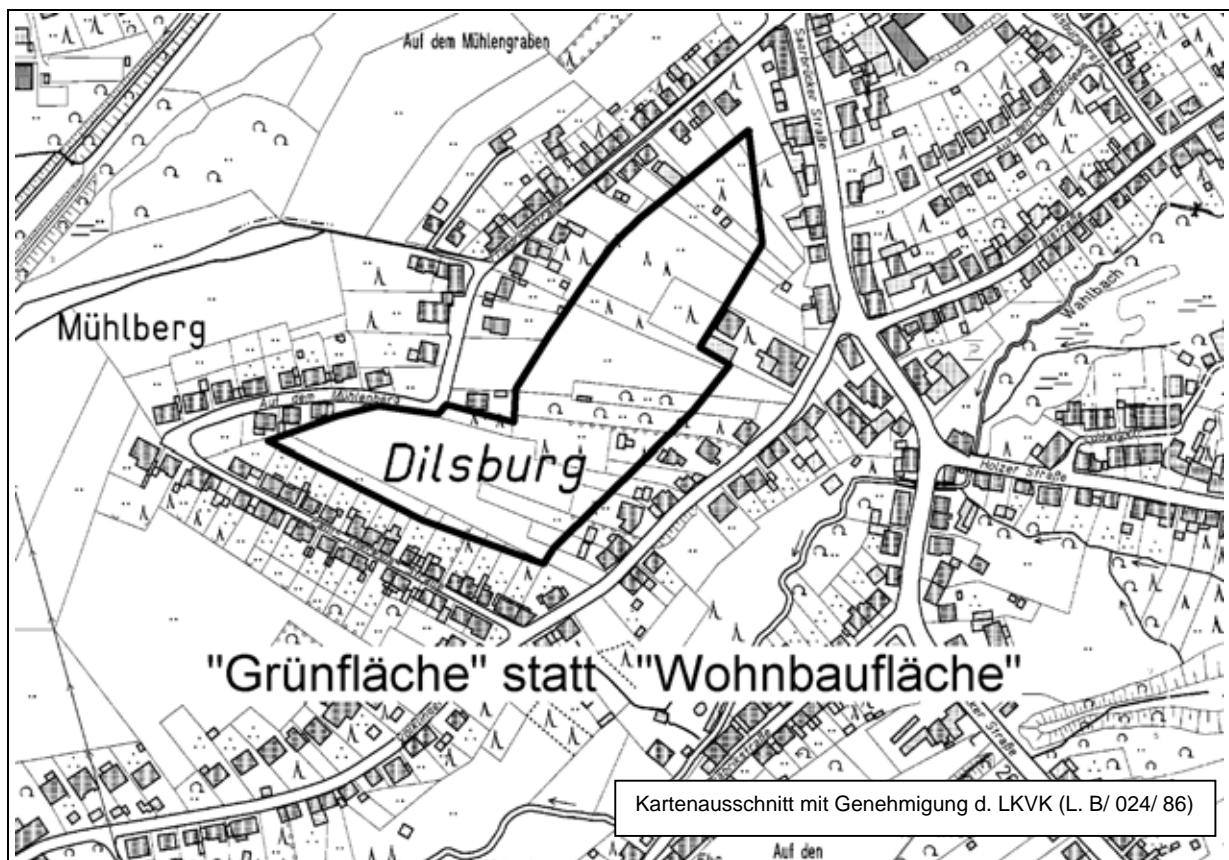 Auf dem Mühlengraben
Saarbrücker Straße
Wahlbach
Mühlberg
Auf dem Mühlenberg
Dilsburg
Holzer Straße
"Grünfläche" statt "Wohnbaufläche"
Kartenausschnitt mit Genehmigung d. LKVK (L. B/ 024/ 86)
Auf den